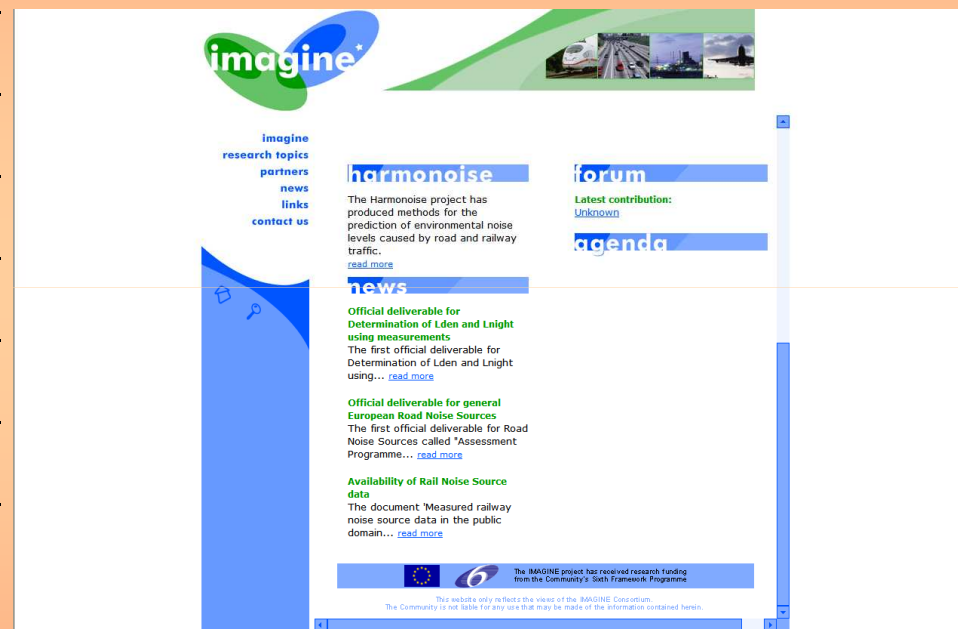 imagine
imagine
research topics
partners
news
links
contact us
harmonoise
The Harmonoise project has
produced methods for the
prediction of environmental noise
levels caused by road and railway
traffic.
read more
news
Official deliverable for
Determination of Lden and Lnight
using measurements
The first official deliverable for
Determination of Lden and Lnight
using... read more
Official deliverable for general
European Road Noise Sources
The first official deliverable for Road
Noise Sources called "Assessment
Programme... read more
Availability of Rail Noise Source
data
The document 'Measured railway
noise source data in the public
domain... read more
forum
Latest contribution:
Unknown
agenda
6
The IMAGINE project has received research funding
from the Community's Sixth Framework Programme
This website only reflects the views of the IMAGINE Consortium.
The Community is not liable for any use that may be made of the information contained herein.